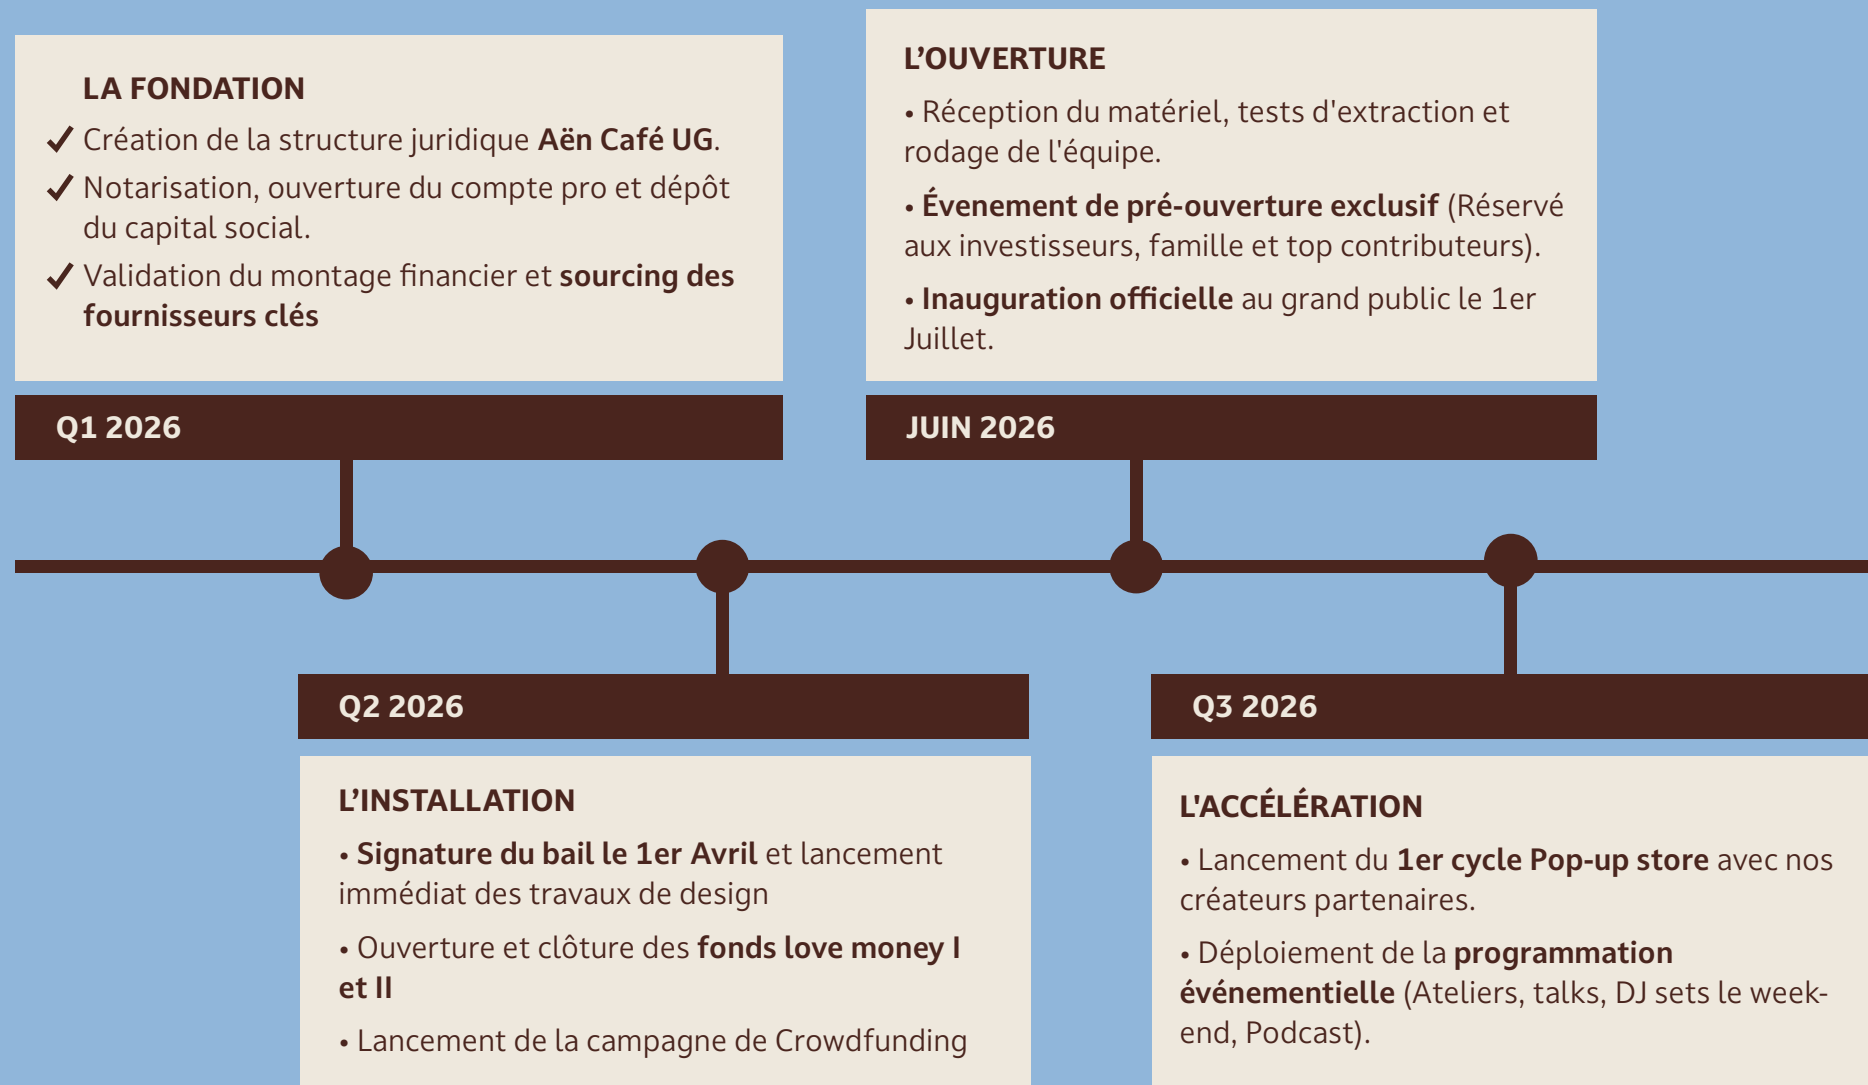 LA FONDATION
Création de la structure juridique Aën Café UG.
Notarisation, ouverture du compte pro et dépôt
du capital social.
Validation du montage financier et sourcing des
fournisseurs clés
Q1 2026
L’OUVERTURE
• Réception du matériel, tests d'extraction et
rodage de l'équipe.
• Évenement de pré-ouverture exclusif (Réservé
aux investisseurs, famille et top contributeurs).
• Inauguration officielle au grand public le 1er
Juillet.
JUIN 2026
Q2 2026
L’INSTALLATION
• Signature du bail le 1er Avril et lancement
immédiat des travaux de design
• Ouverture et clôture des fonds love money I
et II
• Lancement de la campagne de Crowdfunding
Q3 2026
L'ACCÉLÉRATION
• Lancement du 1er cycle Pop-up store avec nos
créateurs partenaires.
• Déploiement de la programmation
événementielle (Ateliers, talks, DJ sets le week-
end, Podcast).